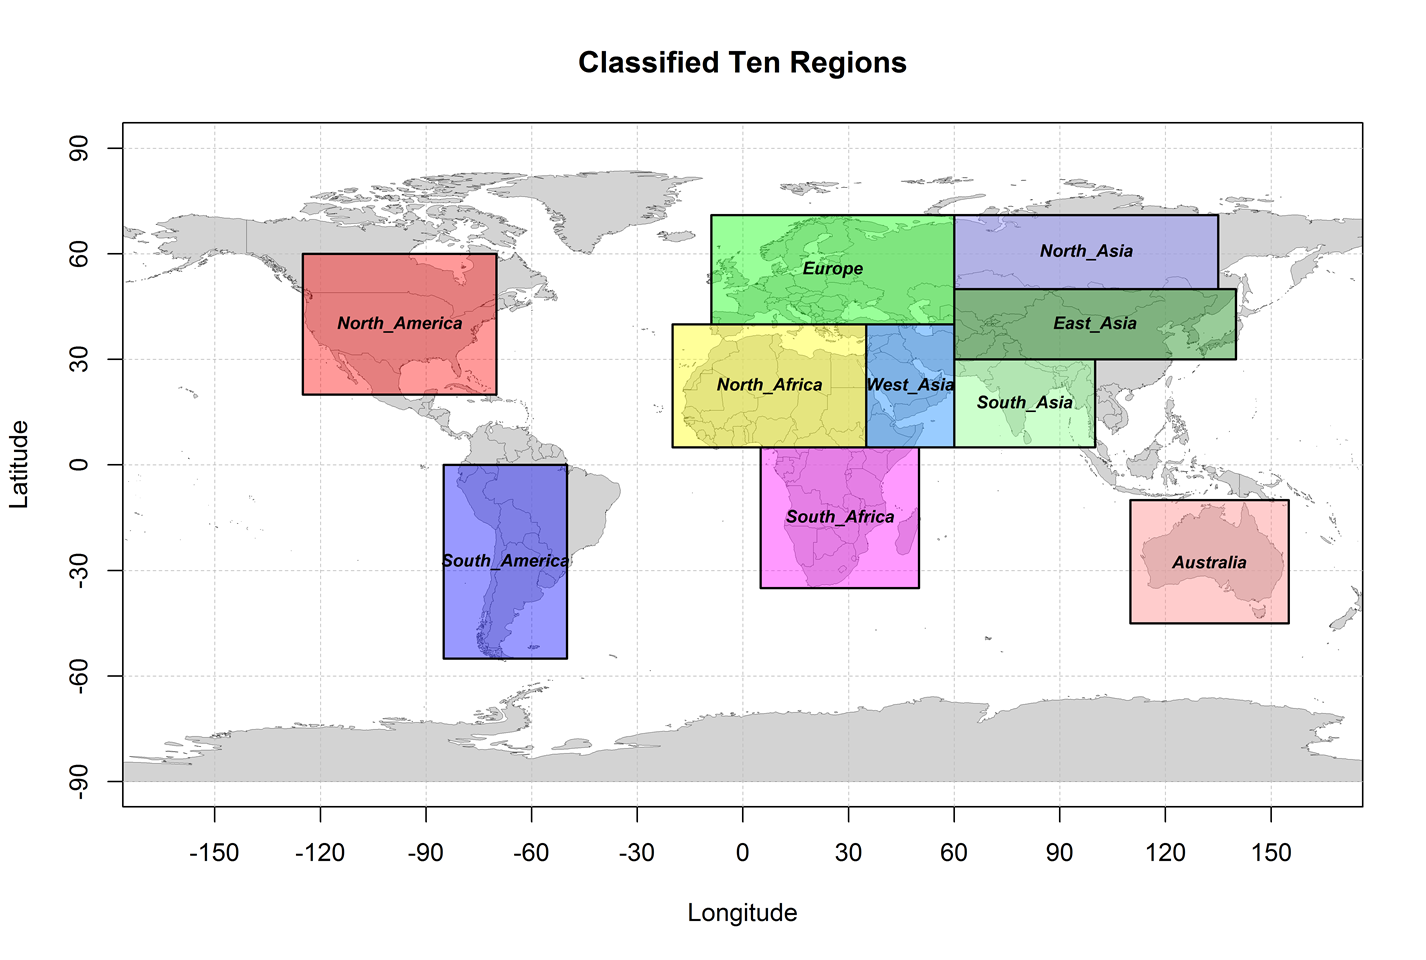 Classified Ten Regions
90
60
30
0
-30
-60
-90
Latitude
North_Asia
Europe
North_America
East_Asia
North_Africa
West_Asia
South_Asia
South_Africa
South_America
Australia
-150 -120 -90 -60 -30 0 30 60 90 120 150
Longitude